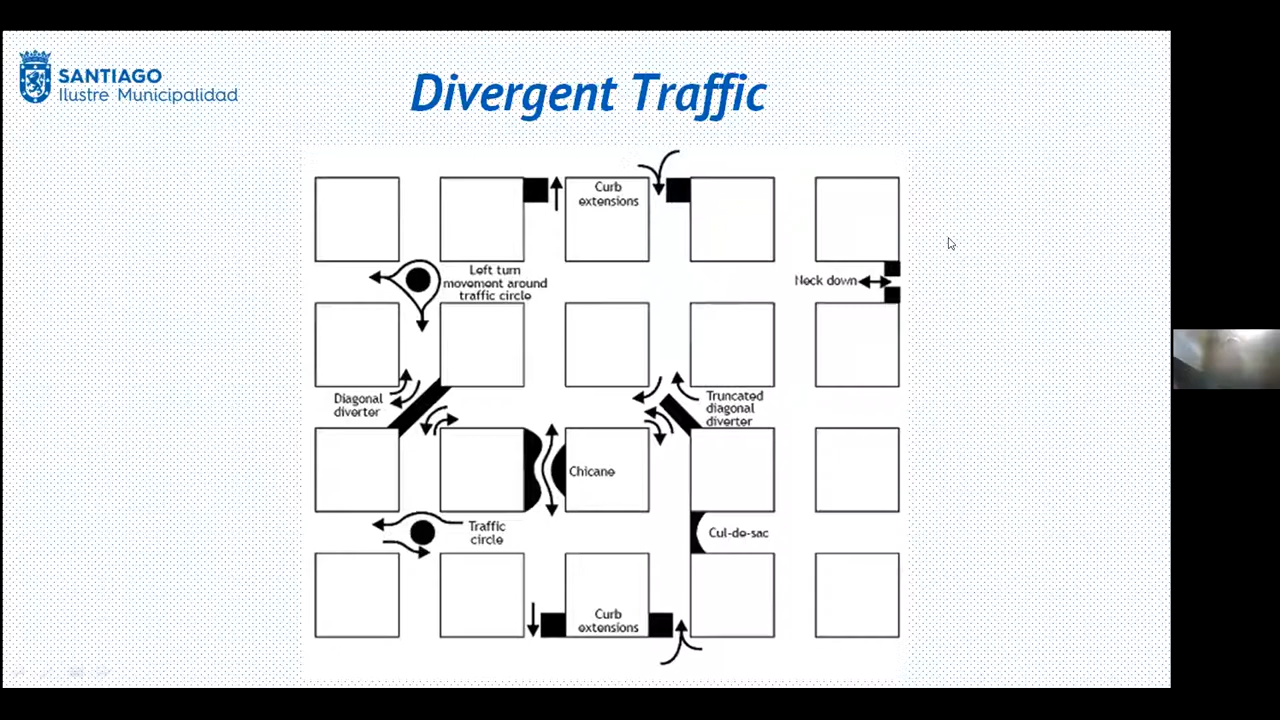 SANTIAGO
Ilustre Municipalidad
Divergent Traffic
Curb
extensions
Left turn
movement around
traffic circle
Neck down
Diagonal
diverter
Truncated
diagonal
diverter
Chicane
Traffic
circle
Cul-de-sac
Curb
extensions